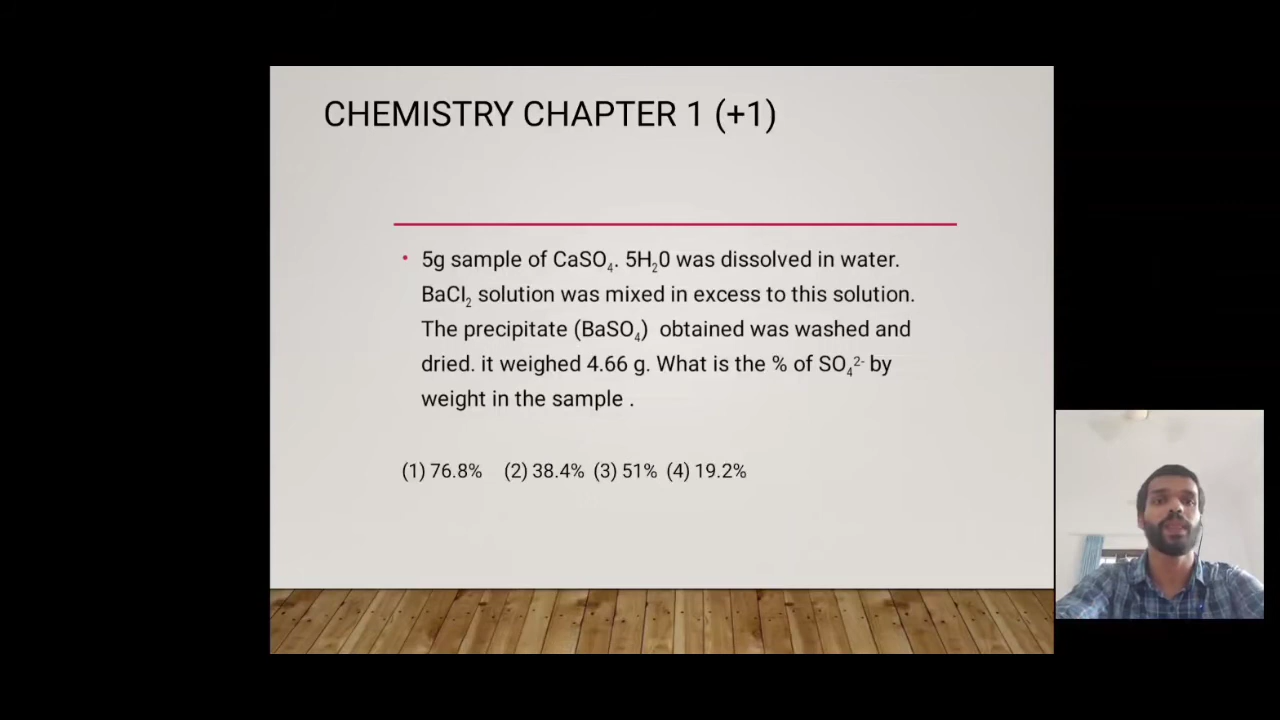 CHEMISTRY CHAPTER 1 (+1)
• 5g sample of CaSO₄. 5H₂0 was dissolved in water.
BaCl₂ solution was mixed in excess to this solution.
The precipitate (BaSO₄) obtained was washed and
dried. it weighed 4.66 g. What is the % of SO₄²⁻ by
weight in the sample .
(1) 76.8% (2) 38.4% (3) 51% (4) 19.2%